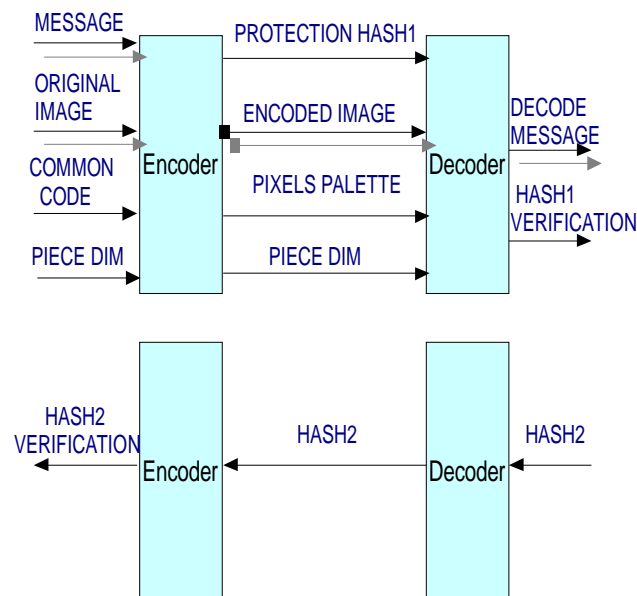 MESSAGE
PROTECTION HASH1
ORIGINAL
IMAGE
ENCODED IMAGE
DECODE
MESSAGE
Encoder
Decoder
COMMON
CODE
PIXELS PALETTE
HASH1
VERIFICATION
PIECE DIM
PIECE DIM
HASH2
VERIFICATION
HASH2
HASH2
Encoder
Decoder